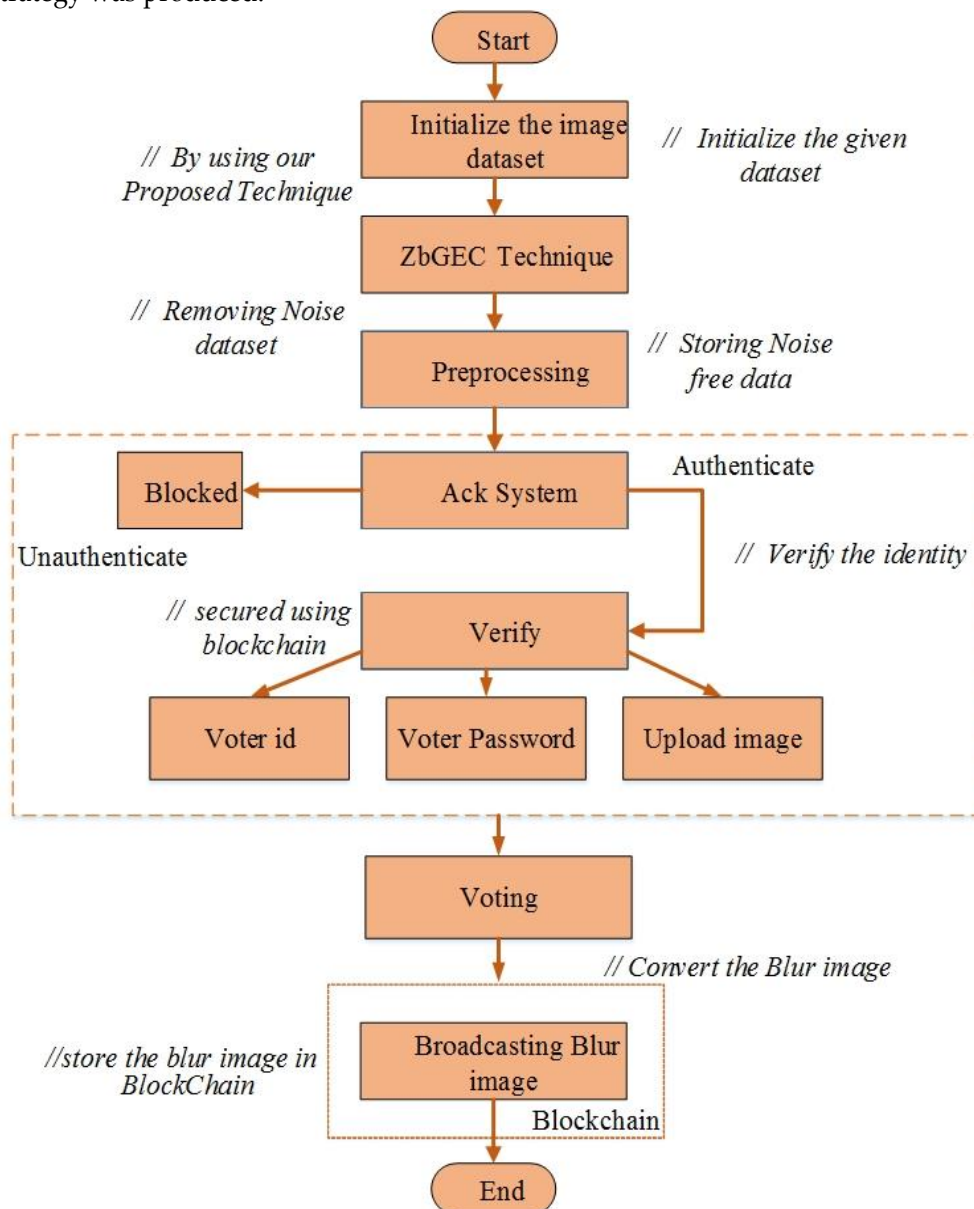 Start
Initialize the image
dataset
// Initialize the given
dataset
// By using our
Proposed Technique
ZbGEC Technique
// Removing Noise
dataset
Preprocessing
// Storing Noise
free data
Authenticate
Blocked
Ack System
Unauthenticate
// Verify the identity
// secured using
blockchain
Verify
Voter id
Voter Password
Upload image
Voting
// Convert the Blur image
Broadcasting Blur
image
//store the blur image in
BlockChain
Blockchain
End